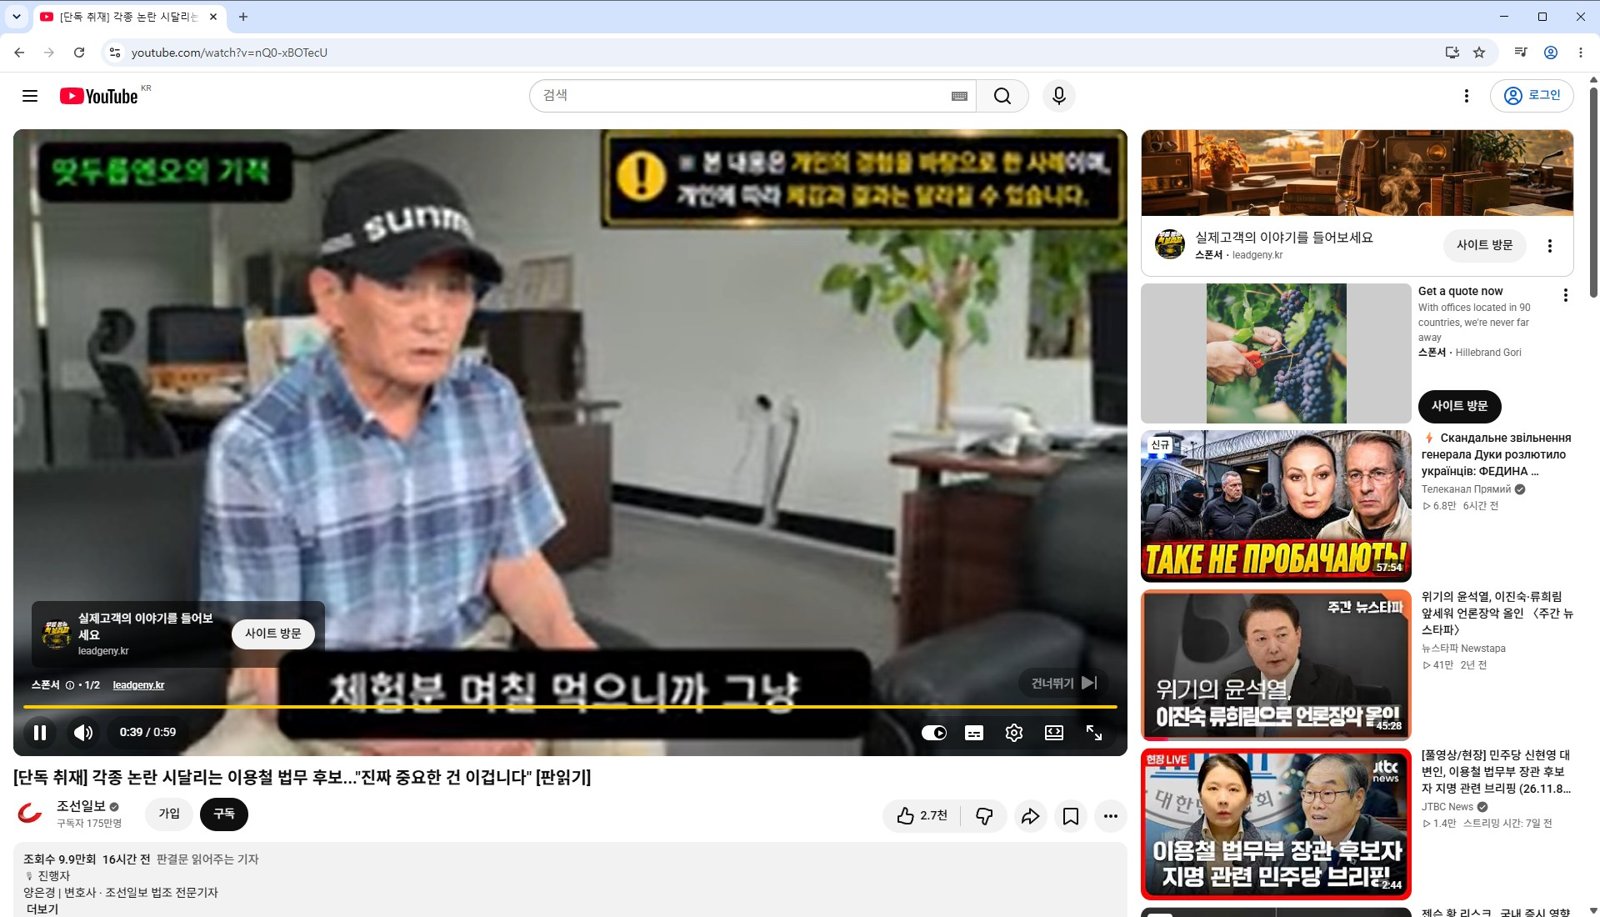 [단독 취재] 각종 논란 시달리는
youtube.com/watch?v=nQ0-xBOTecU
YouTube KR
검색
로그인
맛두릅엔오의 기적
※ 본 내용은 개인의 경험을 바탕으로 한 사례이며,
개인에 따라 체감과 결과는 달라질 수 있습니다.
sunm
실제고객의 이야기를 들어보
세요
leadgeny.kr
사이트 방문
체험분 며칠 먹으니까 그냥
스폰서 · 1/2 leadgeny.kr
건너뛰기
0:39 / 0:59
[단독 취재] 각종 논란 시달리는 이용철 법무 후보..."진짜 중요한 건 이겁니다" [판읽기]
조선일보
구독자 175만명
가입
구독
2.7천
조회수 9.9만회 16시간 전 판결문 읽어주는 기자
🎙 진행자
양은경 | 변호사 · 조선일보 법조 전문기자
더보기
실제고객의 이야기를 들어보세요
스폰서 · leadgeny.kr
사이트 방문
Get a quote now
With offices located in 90
countries, we're never far
away
스폰서 · Hillebrand Gori
사이트 방문
신규
TAKE НЕ ПРОБАЧАЮТЬ!
57:54
⚡ Скандальне звільнення
генерала Дуки розлютило
українців: ФЕДИНА ...
Телеканал Прямий
6.8만 6시간 전
주간 뉴스타파
위기의 윤석열,
이진숙 류희림으로 언론장악 올인
45:28
위기의 윤석열, 이진숙·류희림
앞세워 언론장악 올인 〈주간 뉴
스타파〉
뉴스타파 Newstapa
41만 2년 전
현장 LIVE
jtbc
news
이용철 법무부 장관 후보자
지명 관련 민주당 브리핑
2:44
[풀영상/현장] 민주당 신현영 대
변인, 이용철 법무부 장관 후보
자 지명 관련 브리핑 (26.11.8...
JTBC News
1.4만 스트리밍 시간: 7일 전
젠슨 황 리스크.. 국내 증시 영향